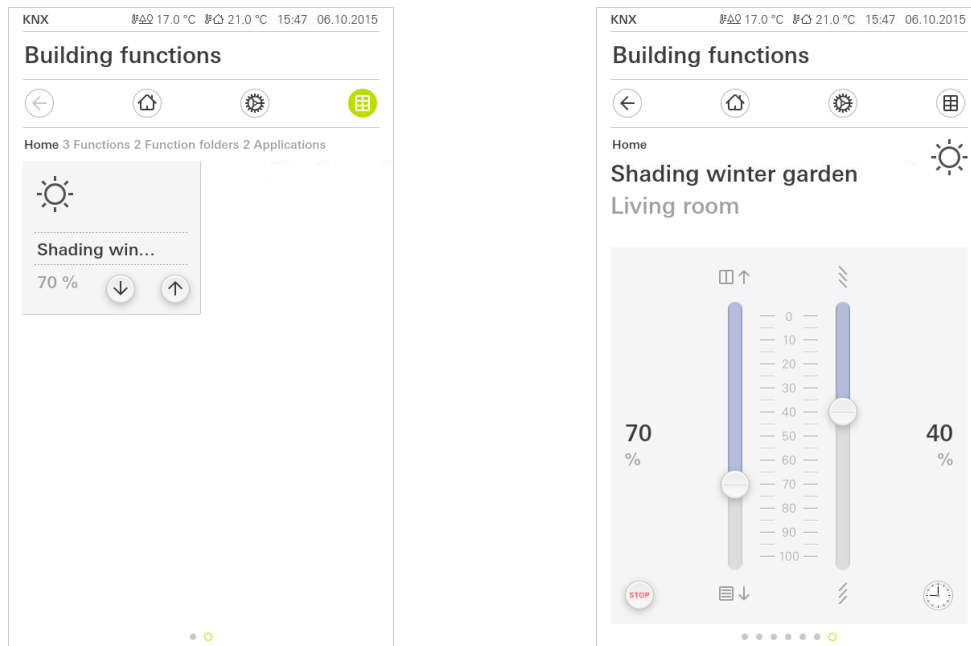 KNX 17.0 °C 21.0 °C 15:47 06.10.2015
Building functions
Home 3 Functions 2 Function folders 2 Applications
Shading win...
70 %
KNX 17.0 °C 21.0 °C 15:47 06.10.2015
Building functions
Home
Shading winter garden
Living room
0
10
20
30
40
50
60
70
80
90
100
70
%
40
%
STOP